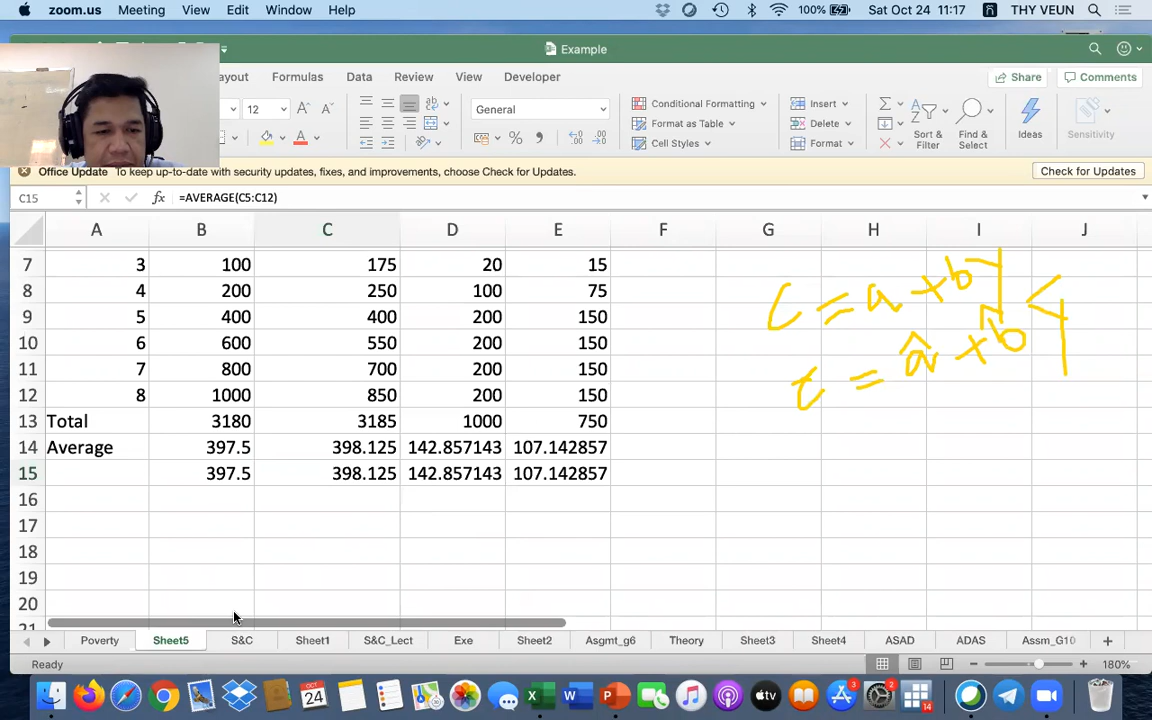 zoom.us Meeting View Edit Window Help 100% Sat Oct 24 11:17 THY VEUN
Example
ayout Formulas Data Review View Developer Share Comments
12 General Conditional Formatting Insert
Format as Table Delete
Cell Styles Format Sort & Filter Find & Select Ideas Sensitivity
Office Update To keep up-to-date with security updates, fixes, and improvements, choose Check for Updates. Check for Updates
C15 fx =AVERAGE(C5:C12)
A B C D E F G H I J
7 3 100 175 20 15
8 4 200 250 100 75
9 5 400 400 200 150
10 6 600 550 200 150
11 7 800 700 200 150
12 8 1000 850 200 150
13 Total 3180 3185 1000 750
14 Average 397.5 398.125 142.857143 107.142857
15 397.5 398.125 142.857143 107.142857
16
17
18
19
20
21
C = a + b Y
= â + b̂ Y
Poverty Sheet5 S&C Sheet1 S&C_Lect Exe Sheet2 Asgmt_g6 Theory Sheet3 Sheet4 ASAD ADAS Assm_G10
Ready 180%
OCT
24
3
2
14